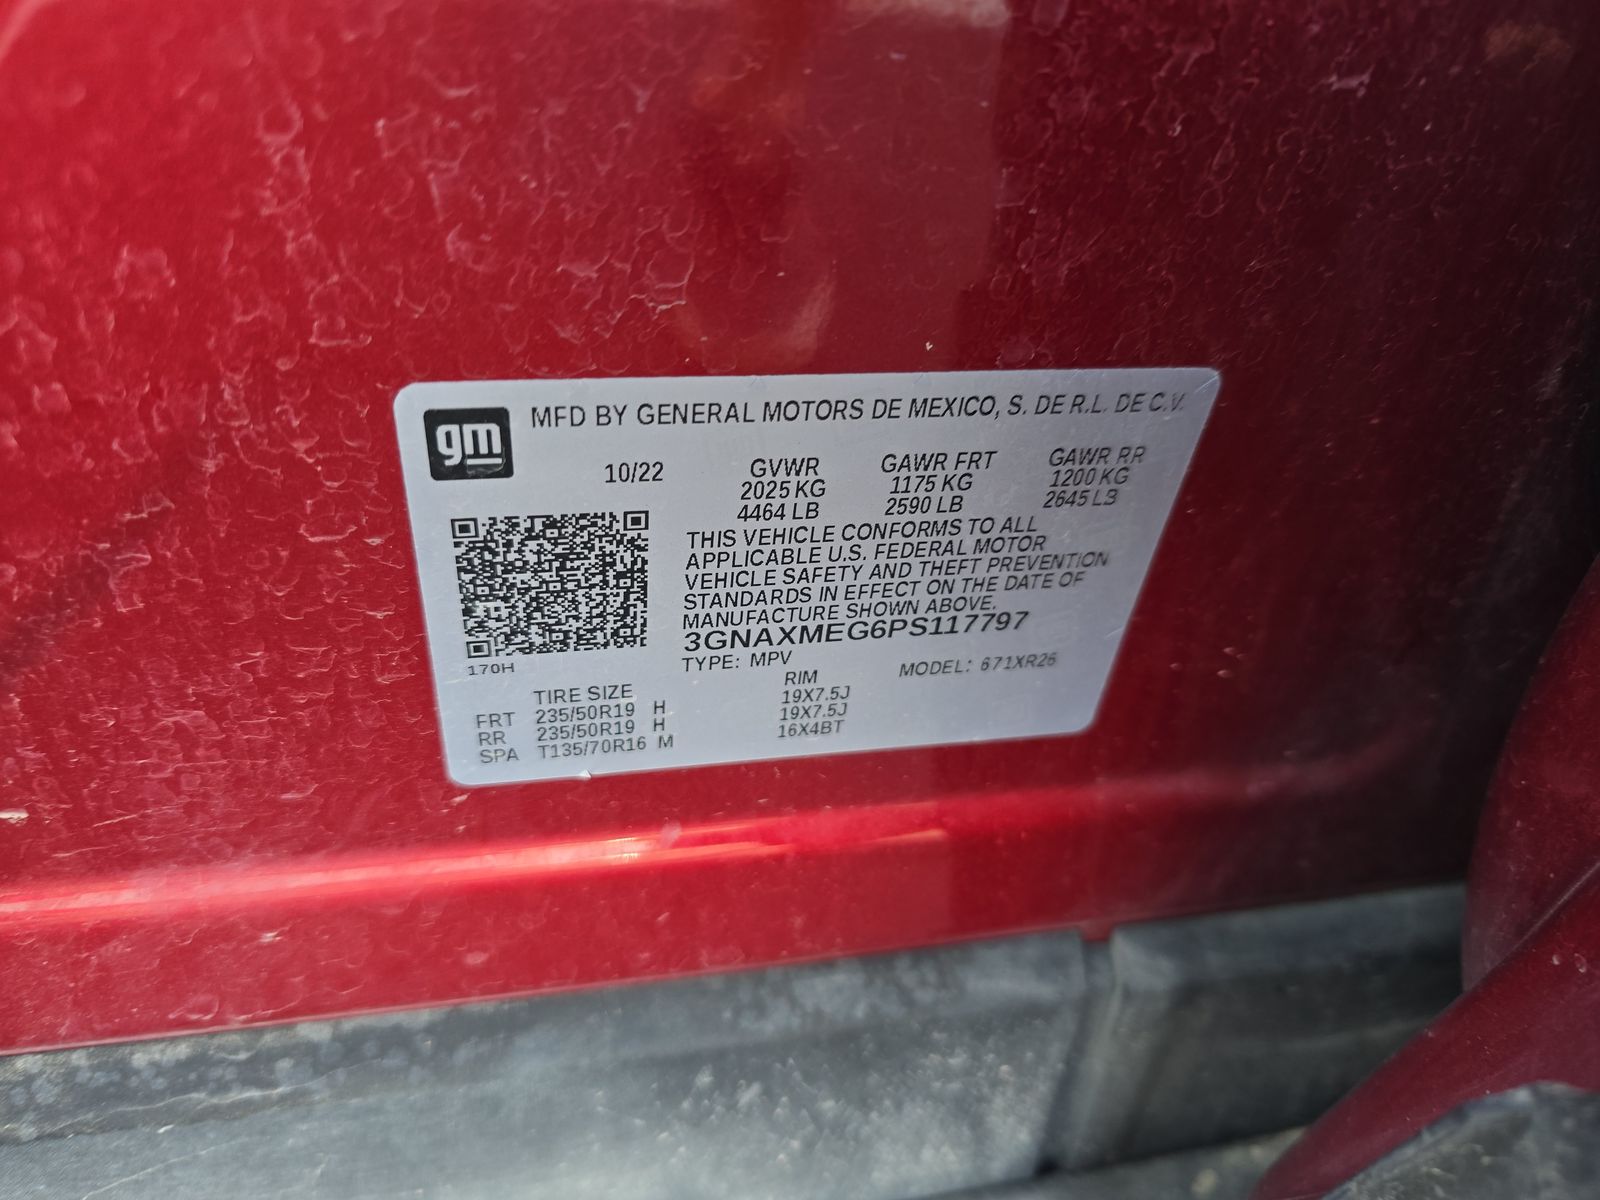 gm
MFD BY GENERAL MOTORS DE MEXICO, S. DE R.L. DE C.V.
10/22
GVWR GAWR FRT GAWR RR
2025 KG 1175 KG 1200 KG
4464 LB 2590 LB 2645 LB
THIS VEHICLE CONFORMS TO ALL
APPLICABLE U.S. FEDERAL MOTOR
VEHICLE SAFETY AND THEFT PREVENTION
STANDARDS IN EFFECT ON THE DATE OF
MANUFACTURE SHOWN ABOVE.
3GNAXMEG6PS117797
170H
TYPE: MPV MODEL: 671XR26
TIRE SIZE RIM
FRT 235/50R19 H 19X7.5J
RR 235/50R19 H 19X7.5J
SPA T135/70R16 M 16X4BT